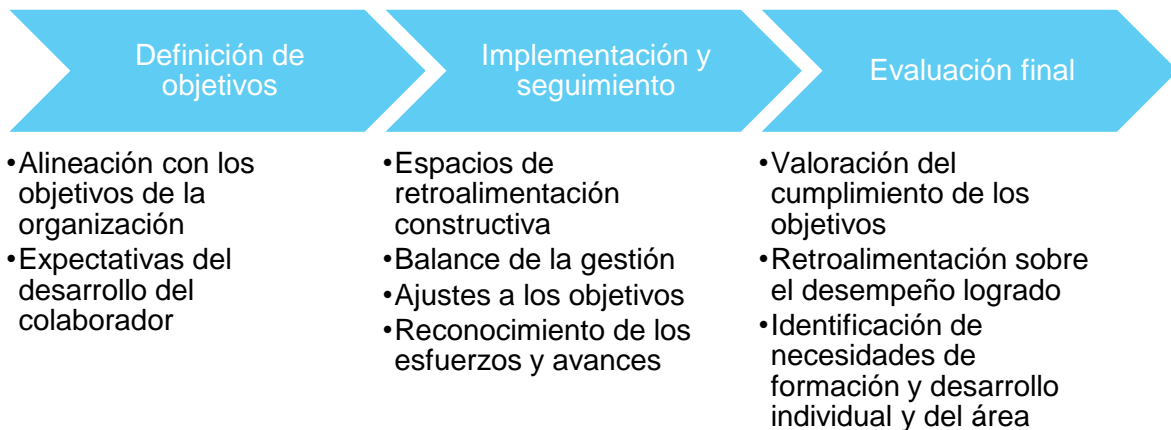 Definición de
objetivos
Implementación y
seguimiento
Evaluación final
•Alineación con los
objetivos de la
organización
•Expectativas del
desarrollo del
colaborador
•Espacios de
retroalimentación
constructiva
•Balance de la gestión
•Ajustes a los objetivos
•Reconocimiento de los
esfuerzos y avances
•Valoración del
cumplimiento de los
objetivos
•Retroalimentación sobre
el desempeño logrado
•Identificación de
necesidades de
formación y desarrollo
individual y del área